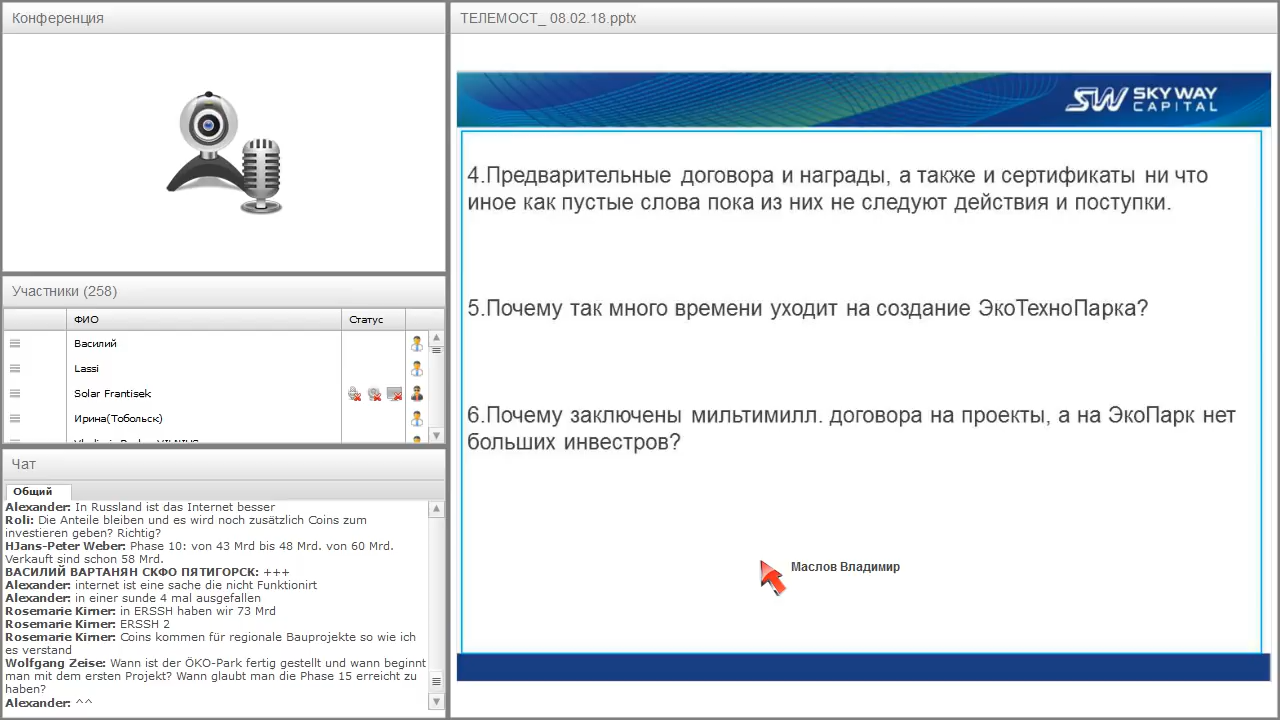 Конференция
Участники (258)
ФИО
Статус
Василий
Lassi
Solar Frantisek
Ирина(Тобольск)
Чат
Общий
Alexander: In Russland ist das Internet besser
Roli: Die Anteile bleiben und es wird noch zusätzlich Coins zum
investieren geben? Richtig?
HJans-Peter Weber: Phase 10: von 43 Mrd bis 48 Mrd. von 60 Mrd.
Verkauft sind schon 58 Mrd.
ВАСИЛИЙ ВАРТАНЯН СКФО ПЯТИГОРСК: +++
Alexander: internet ist eine sache die nicht Funktionirt
Alexander: in einer sunde 4 mal ausgefallen
Rosemarie Kirner: in ERSSH haben wir 73 Mrd
Rosemarie Kirner: ERSSH 2
Rosemarie Kirner: Coins kommen für regionale Bauprojekte so wie ich
es verstand
Wolfgang Zeise: Wann ist der ÖKO-Park fertig gestellt und wann beginnt
man mit dem ersten Projekt? Wann glaubt man die Phase 15 erreicht zu
haben?
Alexander: ^^
ТЕЛЕМОСТ_ 08.02.18.pptx
SW SKY WAY
CAPITAL
4.Предварительные договора и награды, а также и сертификаты ни что
иное как пустые слова пока из них не следуют действия и поступки.
5.Почему так много времени уходит на создание ЭкоТехноПарка?
6.Почему заключены мильтимилл. договора на проекты, а на ЭкоПарк нет
больших инвестров?
Маслов Владимир